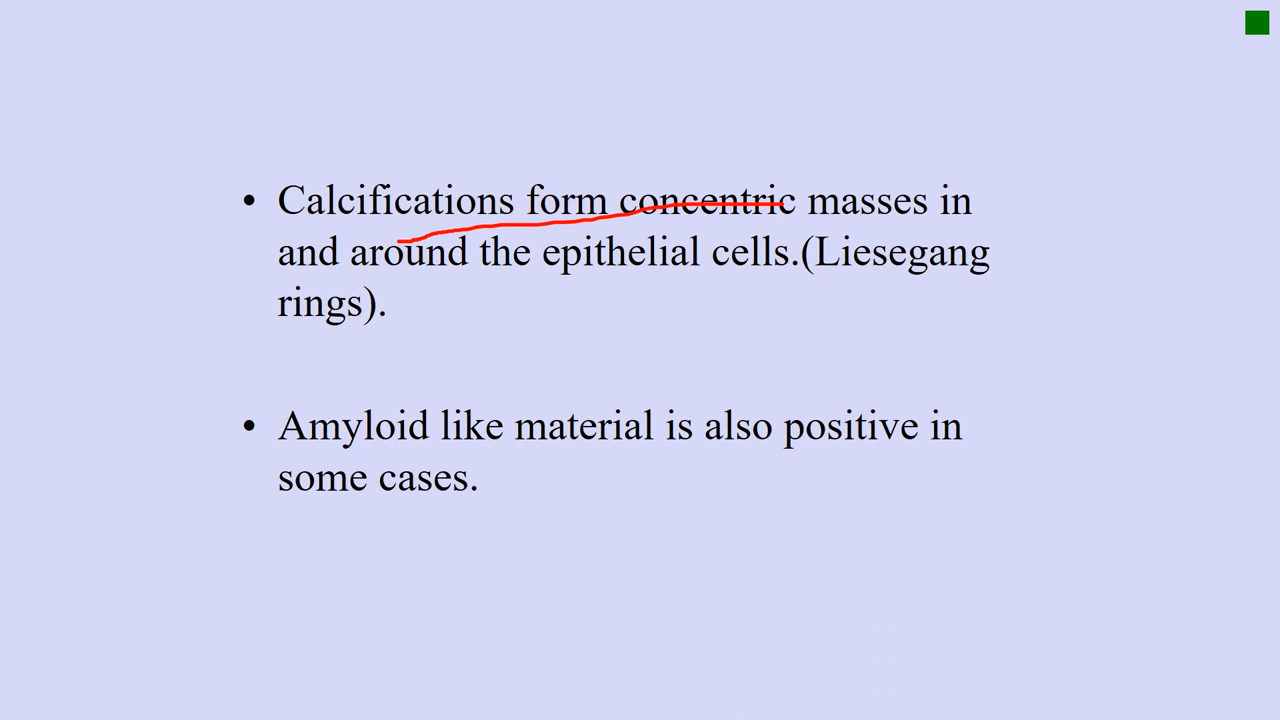 • Calcifications form concentric masses in
and around the epithelial cells.(Liesegang
rings).
• Amyloid like material is also positive in
some cases.